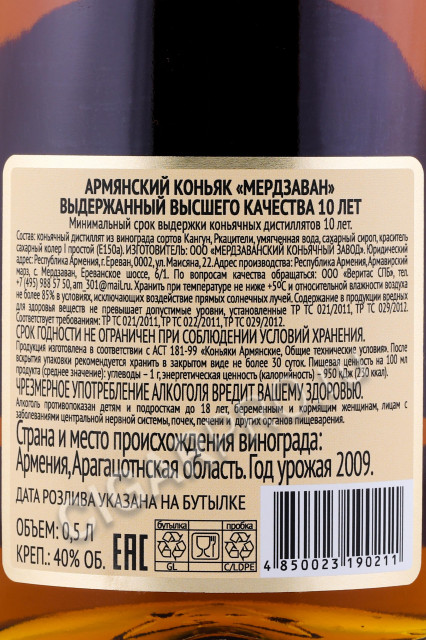 АРМЯНСКИЙ КОНЬЯК «МЕРДЗАВАН»
ВЫДЕРЖАННЫЙ ВЫСШЕГО КАЧЕСТВА 10 ЛЕТ
Минимальный срок выдержки коньячных дистиллятов 10 лет.
Состав: коньячный дистиллят из винограда сортов Кангун, Ркацители, умягченная вода, сахарный сироп, краситель
сахарный колер I простой (Е150а). ИЗГОТОВИТЕЛЬ: ООО «МЕРДЗАВАНСКИЙ КОНЬЯЧНЫЙ ЗАВОД». Юридический
адрес: Республика Армения, г.Ереван, 0002, ул.Маисяна, 22. Адрес производства: Республика Армения, Армавирский
марз, с. Мердзаван, Ереванское шоссе, 6/1. По вопросам качества обращаться: ООО «Веритас СПб», тел.
+7 (495) 988 57 50, am_301@mail.ru. Хранить при температуре не ниже +5°С и относительной влажности воздуха
не более 85% в условиях, исключающих воздействие прямых солнечных лучей. Содержание в продукции вредных
для здоровья веществ не превышает допустимые уровни, установленные ТР ТС 021/2011, ТР ТС 029/2012.
Соответствует требованиям: ТР ТС 021/2011, ТР ТС 022/2011, ТР ТС 029/2012.
СРОК ГОДНОСТИ НЕ ОГРАНИЧЕН ПРИ СОБЛЮДЕНИИ УСЛОВИЙ ХРАНЕНИЯ.
Продукция изготовлена в соответствии с АСТ 181-99 «Коньяки Армянские, Общие технические условия». После
вскрытия упаковки рекомендуется хранить в закрытом виде не более 30 суток. Пищевая ценность на 100 мл
продукта (среднее значение): углеводы – 1 г, энергетическая ценность (калорийность) - 950 кДж (230 ккал).
ЧРЕЗМЕРНОЕ УПОТРЕБЛЕНИЕ АЛКОГОЛЯ ВРЕДИТ ВАШЕМУ ЗДОРОВЬЮ.
Алкоголь противопоказан детям и подросткам до 18 лет, беременным и кормящим женщинам, лицам с
заболеваниями центральной нервной системы, почек, печени и других органов пищеварения.
Страна и место происхождения винограда:
Армения, Арагацотнская область. Год урожая 2009.
ДАТА РОЗЛИВА УКАЗАНА НА БУТЫЛКЕ
ОБЪЕМ: 0,5 Л
КРЕП.: 40% ОБ.
EAC
бутылка
пробка
GL
C/LDPE
4 850023 190211